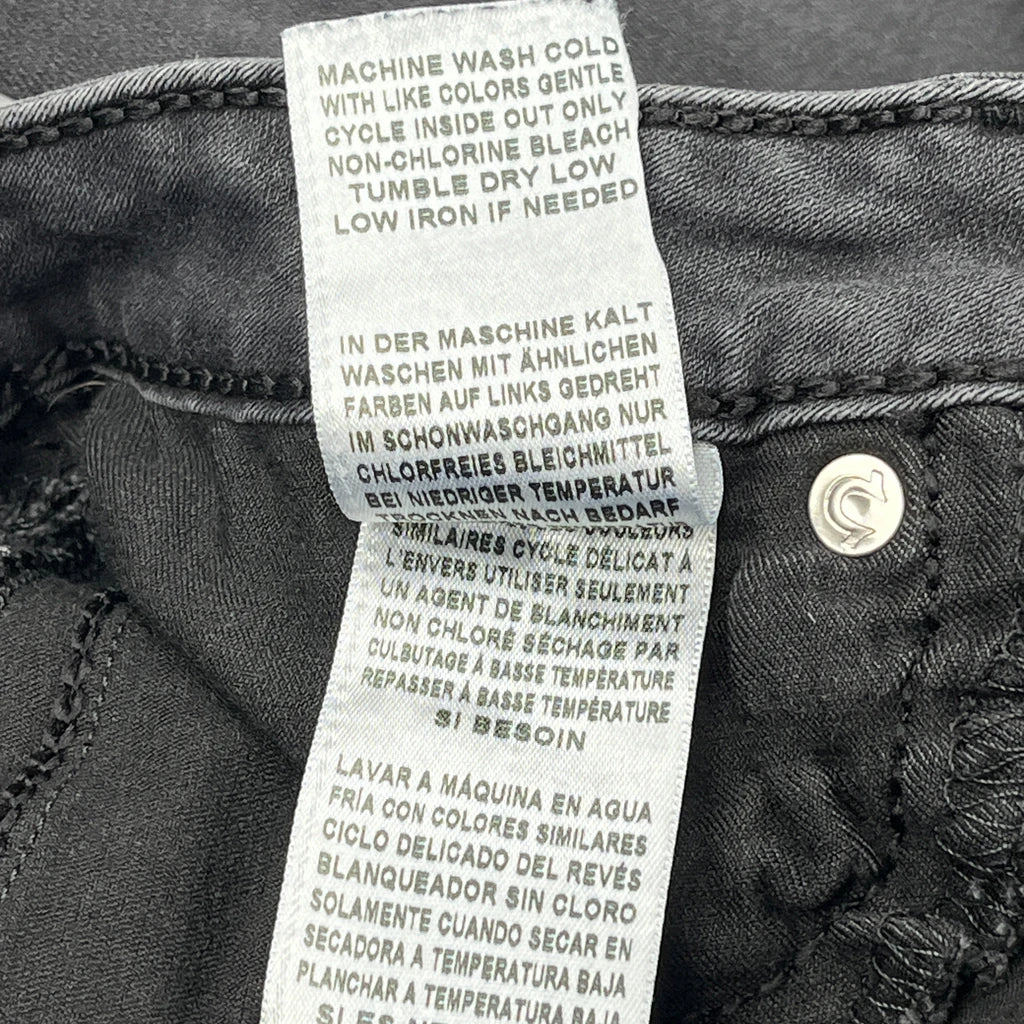 MACHINE WASH COLD
WITH LIKE COLORS GENTLE
CYCLE INSIDE OUT ONLY
NON-CHLORINE BLEACH
TUMBLE DRY LOW
LOW IRON IF NEEDED
IN DER MASCHINE KALT
WASCHEN MIT ÄHNLICHEN
FARBEN AUF LINKS GEDREHT
IM SCHONWASCHGANG NUR
CHLORFREIES BLEICHMITTEL
BEI NIEDRIGER TEMPERATUR
TROCKNEN NACH BEDARF
COULEURS
SIMILAIRES CYCLE DÉLICAT À
L'ENVERS UTILISER SEULEMENT
UN AGENT DE BLANCHIMENT
NON CHLORÉ SÉCHAGE PAR
CULBUTAGE À BASSE TEMPÉRATURE
REPASSER À BASSE TEMPÉRATURE
SI BESOIN
LAVAR A MÁQUINA EN AGUA
FRÍA CON COLORES SIMILARES
CICLO DELICADO DEL REVÉS
BLANQUEADOR SIN CLORO
SOLAMENTE CUANDO SECAR EN
SECADORA A TEMPERATURA BAJA
PLANCHAR A TEMPERATURA BAJA
SI ES